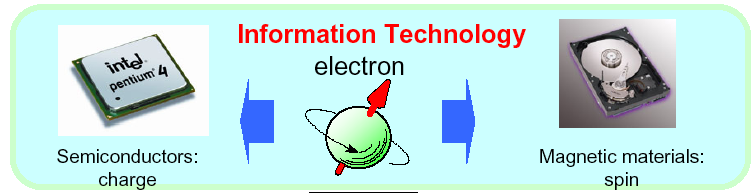 Information Technology
electron
intel
pentium 4
Semiconductors:
charge
Magnetic materials:
spin